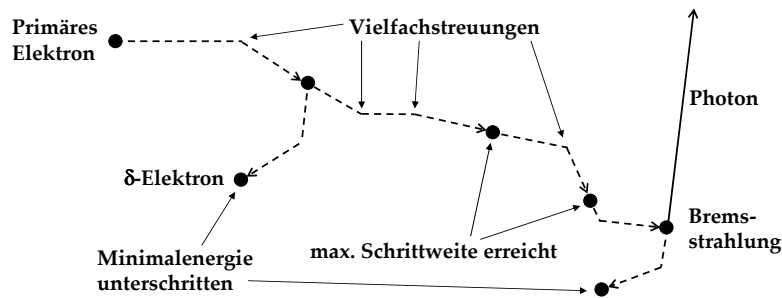 Primäres
Elektron
Vielfachstreuungen
Photon
δ-Elektron
Brems-
strahlung
Minimalenergie
unterschritten
max. Schrittweite erreicht